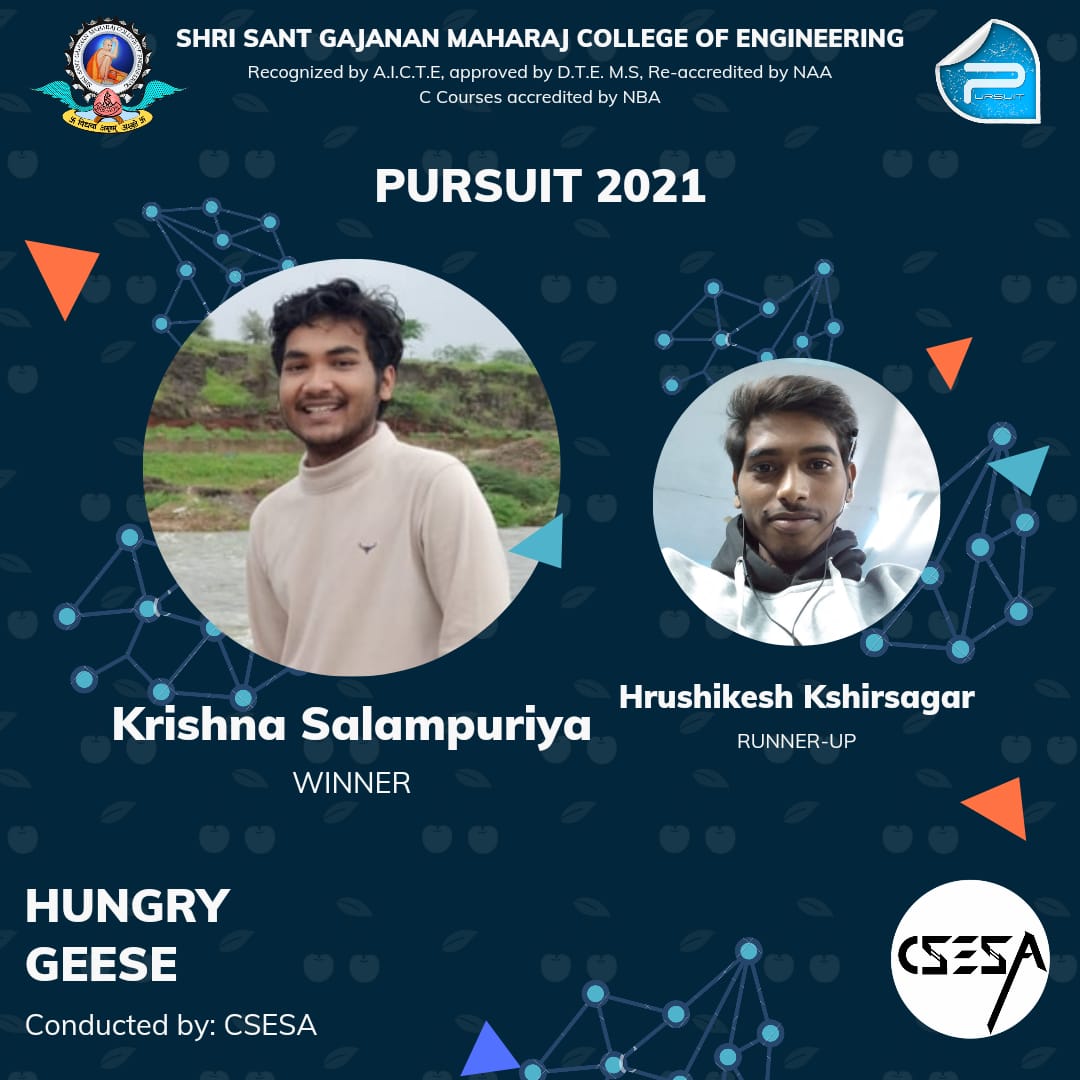 SHRI SANT GAJANAN MAHARAJ COLLEGE OF ENGINEERING
Recognized by A.I.C.T.E, approved by D.T.E. M.S, Re-accredited by NAA
C Courses accredited by NBA
PURSUIT
PURSUIT 2021
Krishna Salampuriya
WINNER
Hrushikesh Kshirsagar
RUNNER-UP
HUNGRY
GEESE
Conducted by: CSESA
CSESA